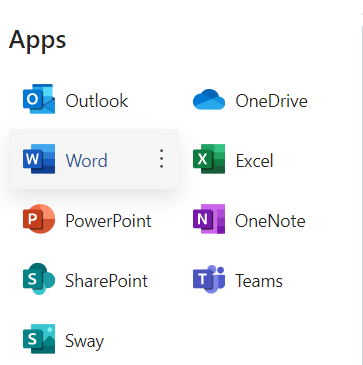 Apps
Outlook
OneDrive
Word
Excel
PowerPoint
OneNote
SharePoint
Teams
Sway